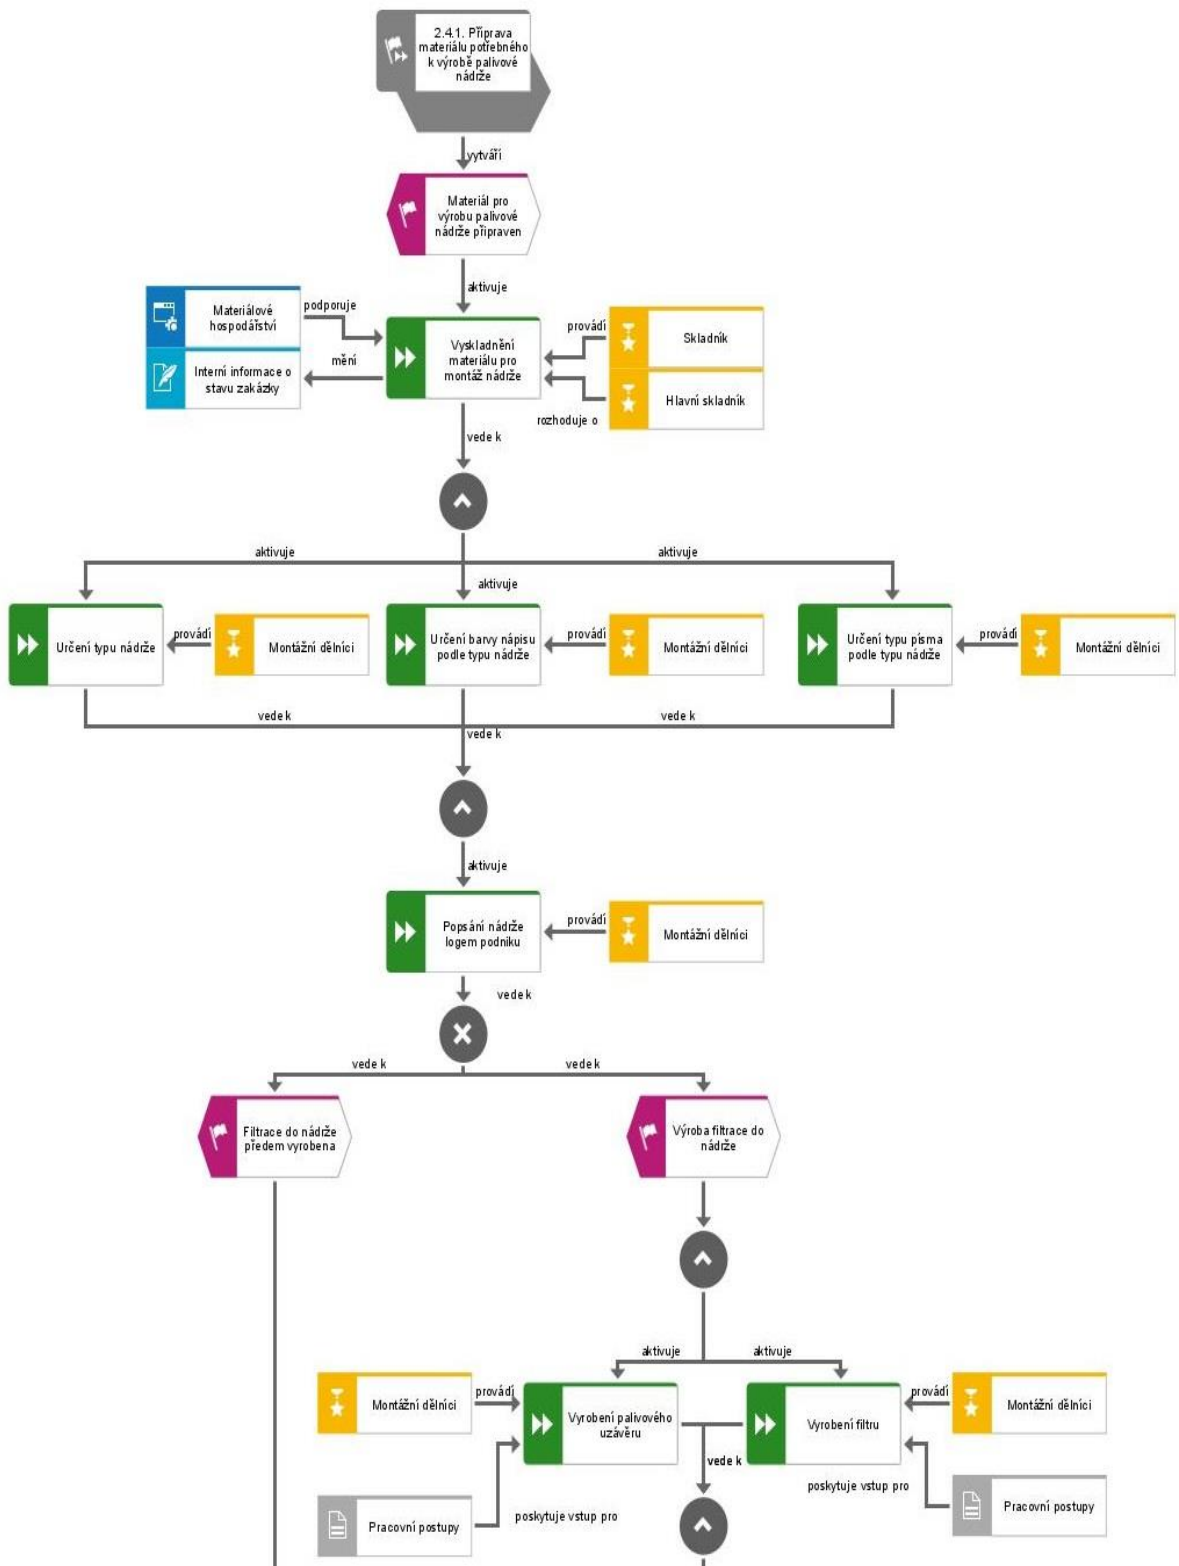 2.4.1. Příprava
materiálu potřebného
k výrobě palivové
nádrže
vytváří
Materiál pro
výrobu palivové
nádrže připraven
aktivuje
Materiálové
hospodářství
podporuje
Interní informace o
stavu zakázky
mění
Vyskladnění
materiálu pro
montáž nádrže
provádí
Skladník
rozhoduje o
Hlavní skladník
vede k
aktivuje
aktivuje
aktivuje
Určení typu nádrže
provádí
Montážní dělníci
Určení barvy nápisu
podle typu nádrže
provádí
Montážní dělníci
Určení typu písma
podle typu nádrže
provádí
Montážní dělníci
vede k
vede k
vede k
aktivuje
Popsání nádrže
logem podniku
provádí
Montážní dělníci
vede k
vede k
vede k
Filtrace do nádrže
předem vyrobena
Výroba filtrace do
nádrže
aktivuje
aktivuje
Montážní dělníci
provádí
Vyrobení palivového
uzávěru
Vyrobení filtru
provádí
Montážní dělníci
vede k
Pracovní postupy
poskytuje vstup pro
poskytuje vstup pro
Pracovní postupy